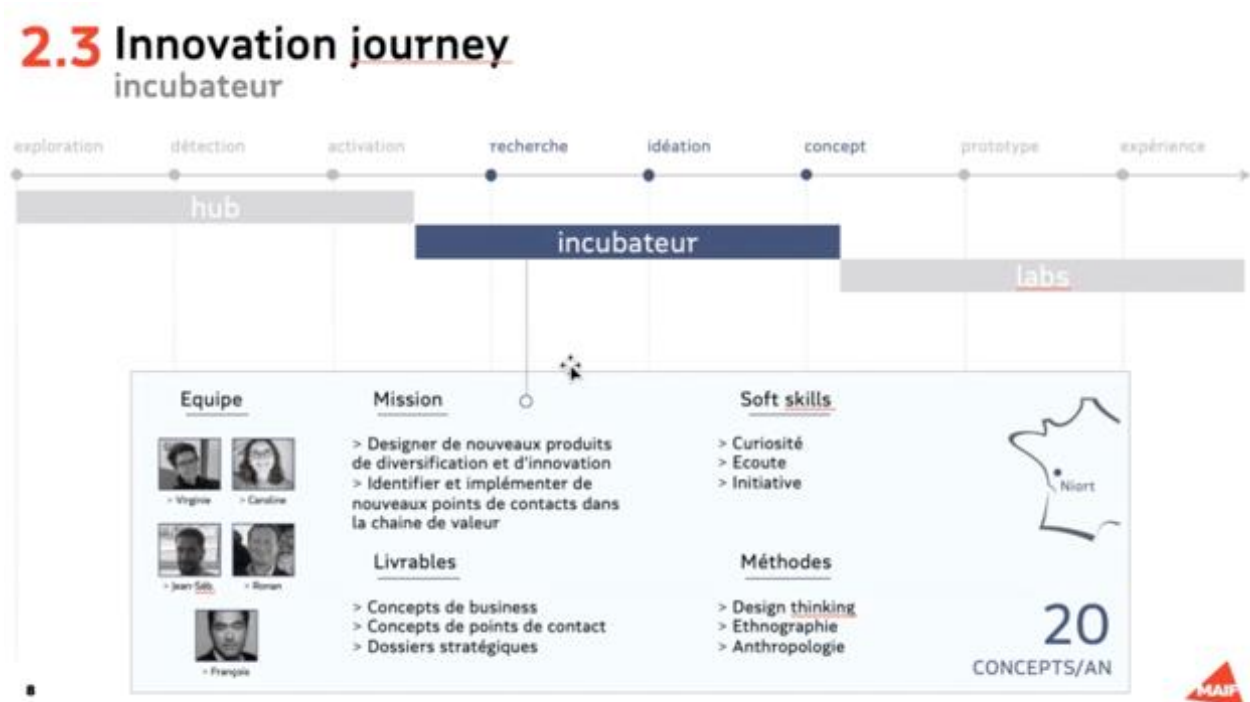 2.3 Innovation journey
incubateur
exploration détection activation recherche idéation concept prototype expérience
hub
incubateur
labs
Equipe
> Virginie > Caroline
> Jean-Séb. > Ronan
> François
Mission
> Designer de nouveaux produits
de diversification et d'innovation
> Identifier et implémenter de
nouveaux points de contacts dans
la chaine de valeur
Livrables
> Concepts de business
> Concepts de points de contact
> Dossiers stratégiques
Soft skills
> Curiosité
> Ecoute
> Initiative
Méthodes
> Design thinking
> Ethnographie
> Anthropologie
Niort
20
CONCEPTS/AN
8
MAIF